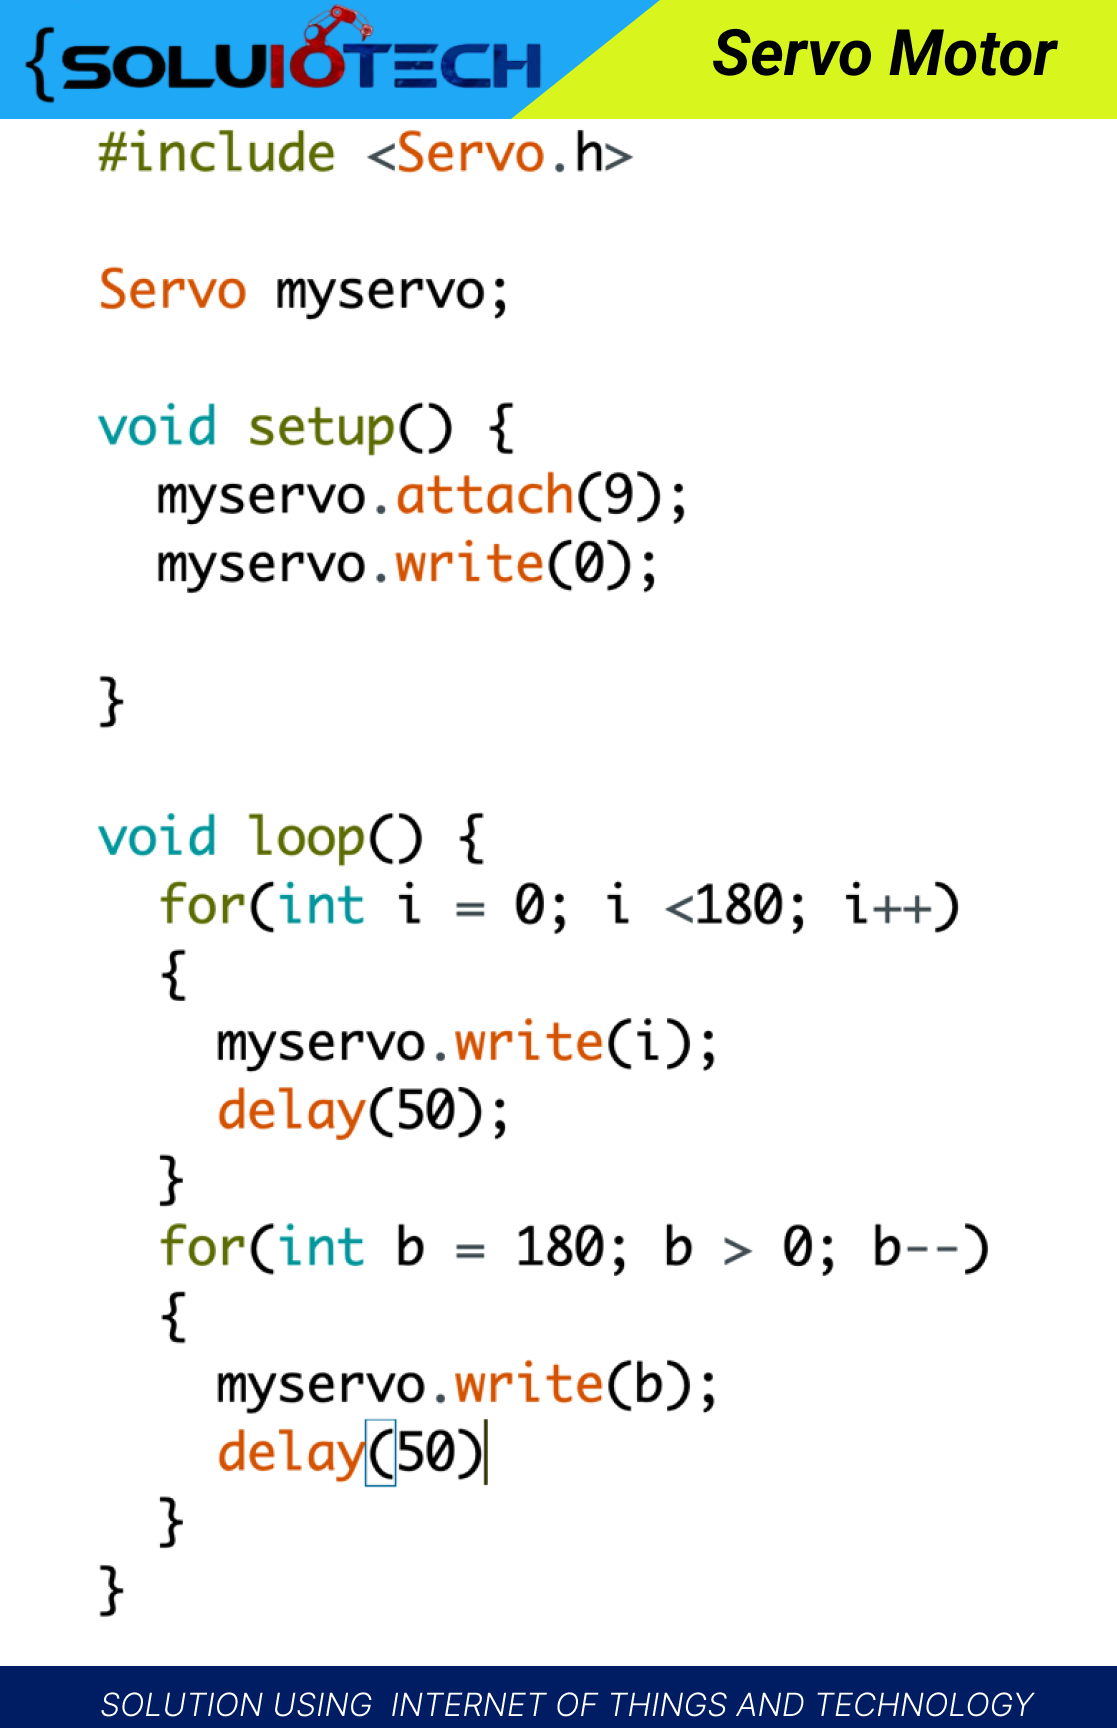 {SOLUIOTECH
Servo Motor
#include <Servo.h>
Servo myservo;
void setup() {
myservo.attach(9);
myservo.write(0);
}
void loop() {
for(int i = 0; i <180; i++)
{
myservo.write(i);
delay(50);
}
for(int b = 180; b > 0; b--)
{
myservo.write(b);
delay(50)
}
}
SOLUTION USING INTERNET OF THINGS AND TECHNOLOGY